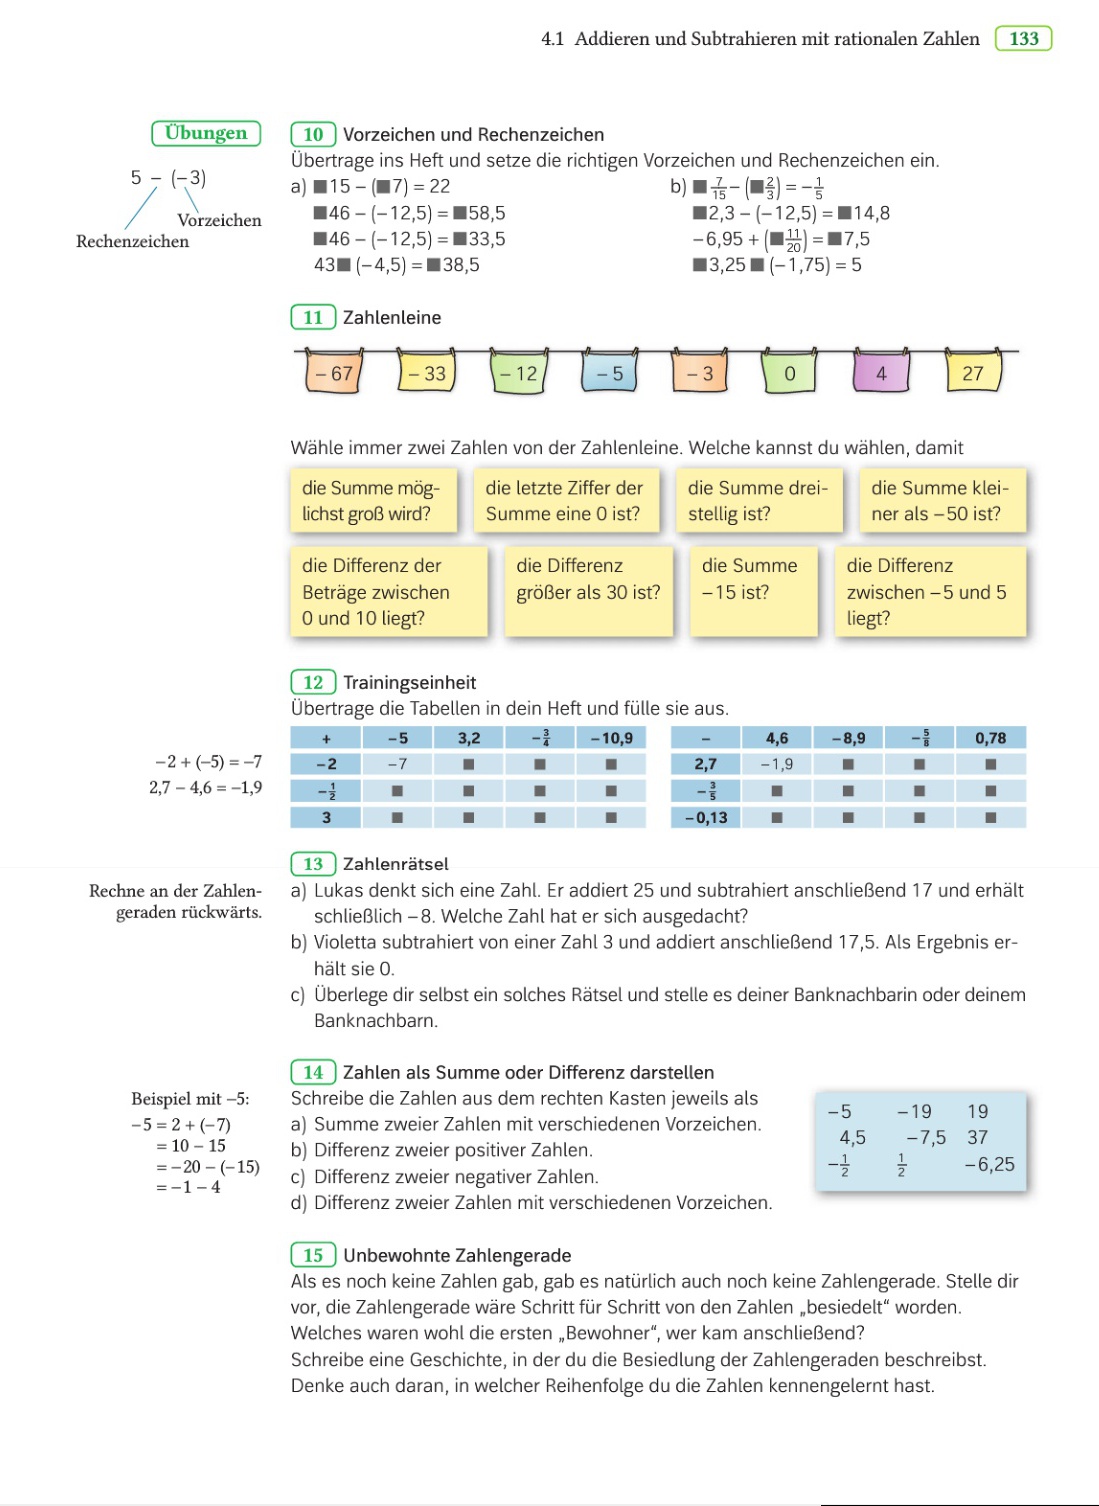 4.1 Addieren und Subtrahieren mit rationalen Zahlen 133
Übungen
5 – (– 3)
Vorzeichen
Rechenzeichen
10 Vorzeichen und Rechenzeichen
Übertrage ins Heft und setze die richtigen Vorzeichen und Rechenzeichen ein.
a) ■ 15 – (■ 7) = 22
■ 46 – (– 12,5) = ■ 58,5
■ 46 – (– 12,5) = ■ 33,5
43 ■ (– 4,5) = ■ 38,5
b) ■ 7/15 – (■ 2/3) = – 1/5
■ 2,3 – (– 12,5) = ■ 14,8
– 6,95 + (■ 11/20) = ■ 7,5
■ 3,25 ■ (– 1,75) = 5
11 Zahlenleine
– 67 – 33 – 12 – 5 – 3 0 4 27
Wähle immer zwei Zahlen von der Zahlenleine. Welche kannst du wählen, damit
die Summe mög-
lichst groß wird?
die letzte Ziffer der
Summe eine 0 ist?
die Summe drei-
stellig ist?
die Summe klei-
ner als – 50 ist?
die Differenz der
Beträge zwischen
0 und 10 liegt?
die Differenz
größer als 30 ist?
die Summe
– 15 ist?
die Differenz
zwischen – 5 und 5
liegt?
12 Trainingseinheit
Übertrage die Tabellen in dein Heft und fülle sie aus.
–2 + (–5) = –7
2,7 – 4,6 = –1,9
+ – 5 3,2 – 3/4 – 10,9
– 2 – 7 ■ ■ ■
– 1/2 ■ ■ ■ ■
3 ■ ■ ■ ■
– 4,6 – 8,9 – 5/8 0,78
2,7 – 1,9 ■ ■ ■
– 3/5 ■ ■ ■ ■
– 0,13 ■ ■ ■ ■
13 Zahlenrätsel
Rechne an der Zahlen-
geraden rückwärts.
a) Lukas denkt sich eine Zahl. Er addiert 25 und subtrahiert anschließend 17 und erhält
schließlich – 8. Welche Zahl hat er sich ausgedacht?
b) Violetta subtrahiert von einer Zahl 3 und addiert anschließend 17,5. Als Ergebnis er-
hält sie 0.
c) Überlege dir selbst ein solches Rätsel und stelle es deiner Banknachbarin oder deinem
Banknachbarn.
14 Zahlen als Summe oder Differenz darstellen
Beispiel mit –5:
–5 = 2 + (–7)
= 10 – 15
= –20 – (–15)
= –1 – 4
Schreibe die Zahlen aus dem rechten Kasten jeweils als
a) Summe zweier Zahlen mit verschiedenen Vorzeichen.
b) Differenz zweier positiver Zahlen.
c) Differenz zweier negativer Zahlen.
d) Differenz zweier Zahlen mit verschiedenen Vorzeichen.
– 5 – 19 19
4,5 – 7,5 37
– 1/2 1/2 – 6,25
15 Unbewohnte Zahlengerade
Als es noch keine Zahlen gab, gab es natürlich auch noch keine Zahlengerade. Stelle dir
vor, die Zahlengerade wäre Schritt für Schritt von den Zahlen „besiedelt“ worden.
Welches waren wohl die ersten „Bewohner“, wer kam anschließend?
Schreibe eine Geschichte, in der du die Besiedlung der Zahlengeraden beschreibst.
Denke auch daran, in welcher Reihenfolge du die Zahlen kennengelernt hast.